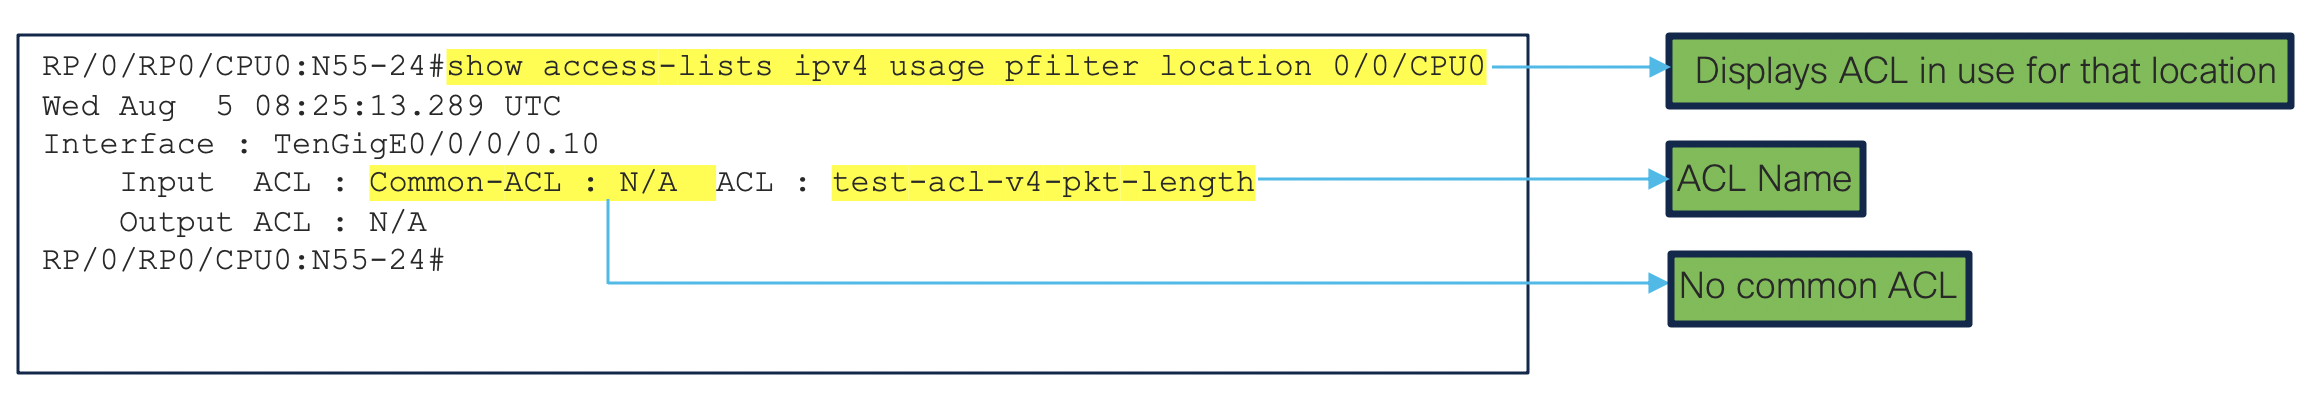 RP/0/RP0/CPU0:N55-24#show access-lists ipv4 usage pfilter location 0/0/CPU0
Wed Aug  5 08:25:13.289 UTC
Interface : TenGigE0/0/0/0.10
    Input  ACL : Common-ACL : N/A  ACL : test-acl-v4-pkt-length
    Output ACL : N/A
RP/0/RP0/CPU0:N55-24#
Displays ACL in use for that location
ACL Name
No common ACL